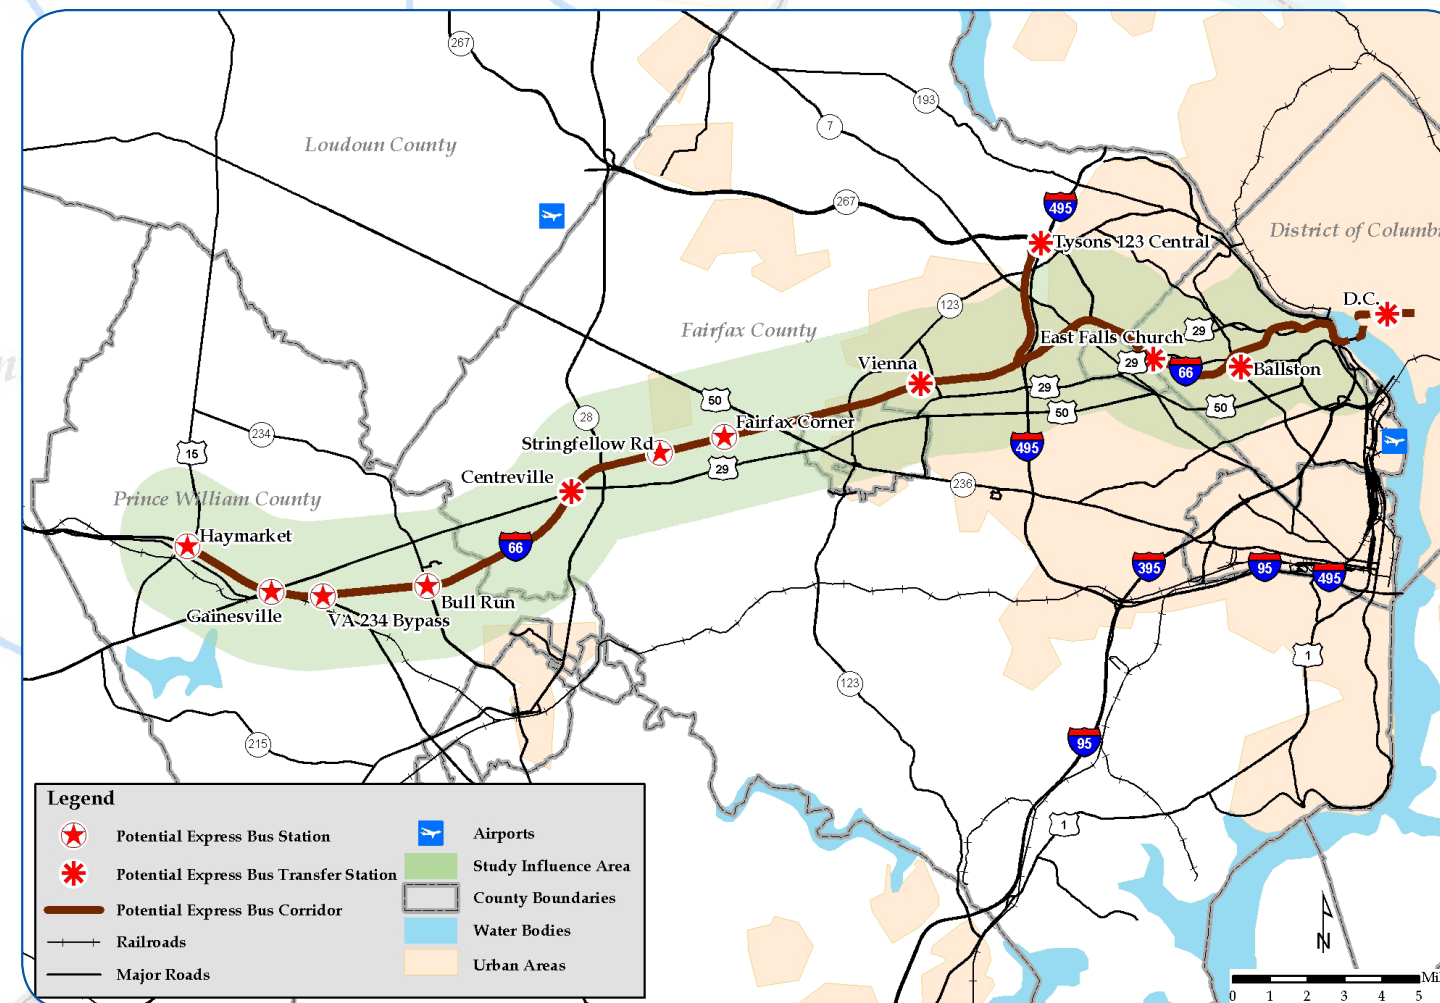 267
193
7
Loudoun County
267
495
District of Columb
Tysons 123 Central
D.C.
123
Fairfax County
29
East Falls Church
Vienna
29
66
Ballston
29
50
50
50
28
Fairfax Corner
234
Stringfellow Rd
495
15
29
Centreville
236
Prince William County
Haymarket
66
395
95
495
Bull Run
Gainesville
VA 234 Bypass
1
123
215
95
1
Legend
Potential Express Bus Station
Potential Express Bus Transfer Station
Potential Express Bus Corridor
Railroads
Major Roads
Airports
Study Influence Area
County Boundaries
Water Bodies
Urban Areas
N
Mi
0 1 2 3 4 5